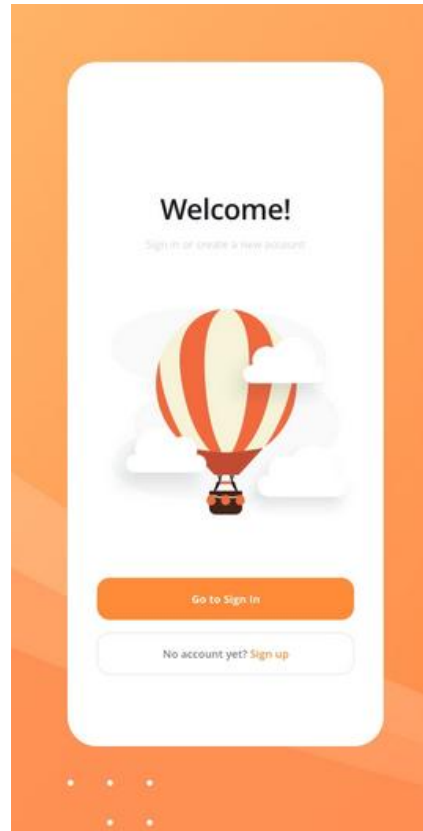 Welcome!
Sign in or create a new account
Go to Sign In
No account yet? Sign up